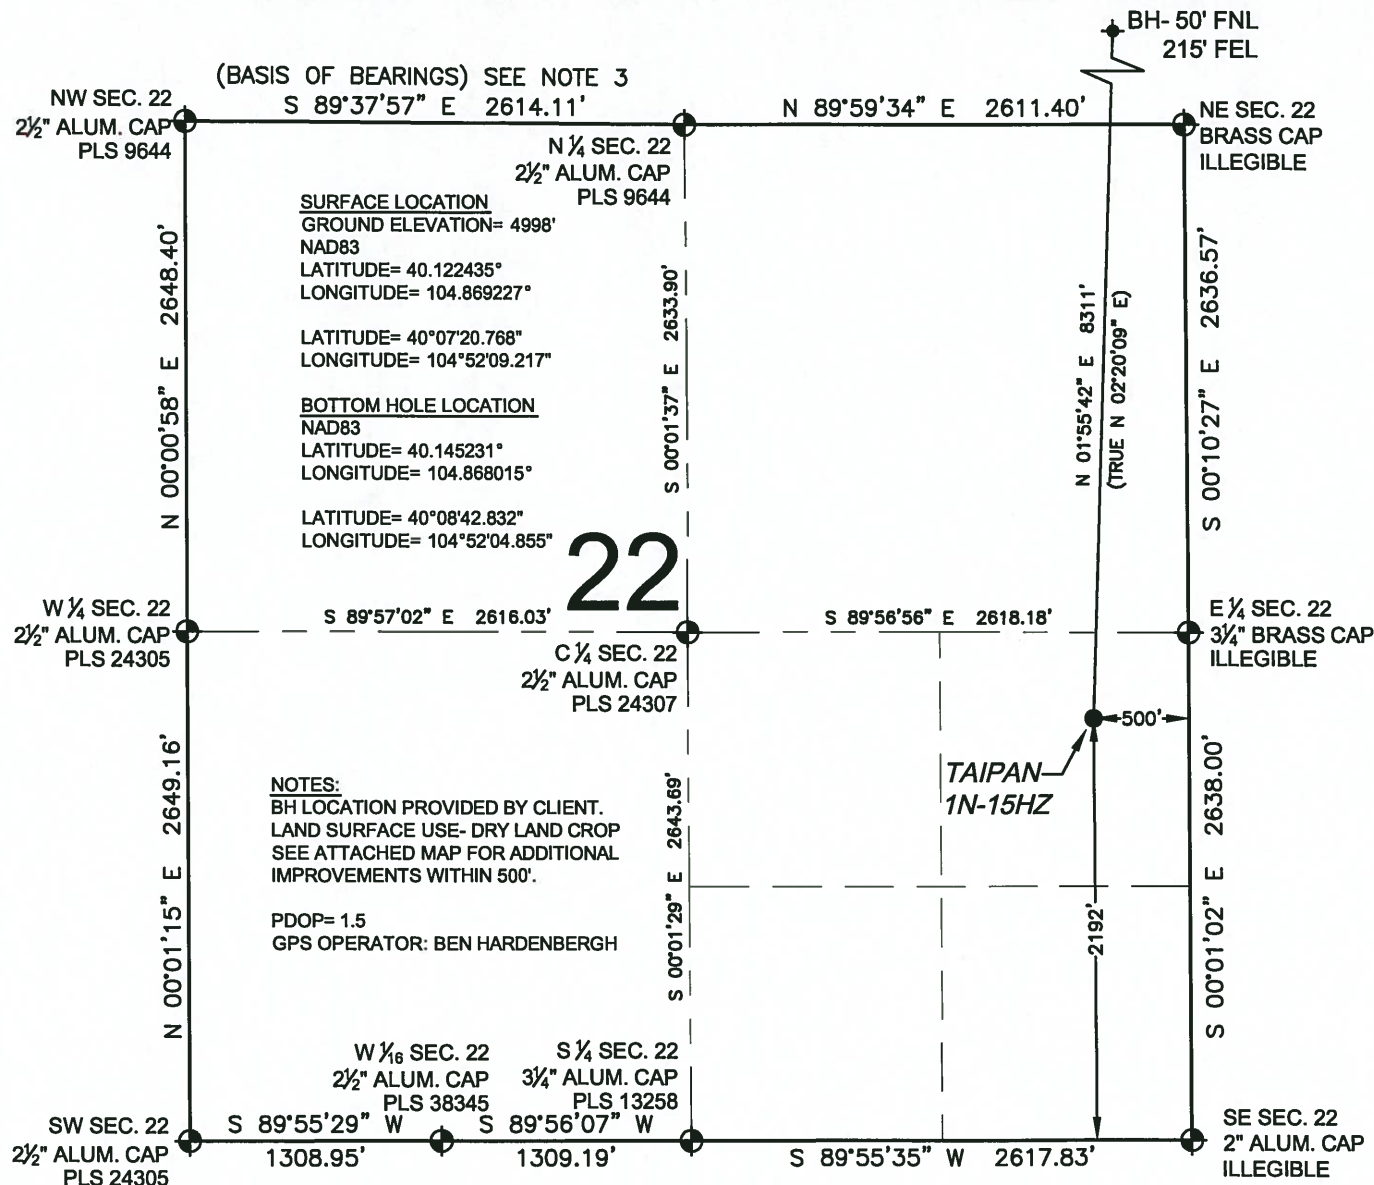 BH- 50' FNL
215' FEL
(BASIS OF BEARINGS) SEE NOTE 3
S 89°37'57" E 2614.11'
N 89°59'34" E 2611.40'
NW SEC. 22
2½" ALUM. CAP
PLS 9644
N ¼ SEC. 22
2½" ALUM. CAP
PLS 9644
NE SEC. 22
BRASS CAP
ILLEGIBLE
SURFACE LOCATION
GROUND ELEVATION= 4998'
NAD83
LATITUDE= 40.122435°
LONGITUDE= 104.869227°
LATITUDE= 40°07'20.768"
LONGITUDE= 104°52'09.217"
BOTTOM HOLE LOCATION
NAD83
LATITUDE= 40.145231°
LONGITUDE= 104.868015°
LATITUDE= 40°08'42.832"
LONGITUDE= 104°52'04.855"
N 00°00'58" E 2648.40'
S 00°01'37" E 2633.90'
N 01°55'42" E 8311'
(TRUE N 02°20'09" E)
S 00°10'27" E 2636.57'
22
W ¼ SEC. 22
2½" ALUM. CAP
PLS 24305
S 89°57'02" E 2616.03'
S 89°56'56" E 2618.18'
C ¼ SEC. 22
2½" ALUM. CAP
PLS 24307
E ¼ SEC. 22
3¼" BRASS CAP
ILLEGIBLE
500'
TAIPAN
1N-15HZ
NOTES:
BH LOCATION PROVIDED BY CLIENT.
LAND SURFACE USE- DRY LAND CROP
SEE ATTACHED MAP FOR ADDITIONAL
IMPROVEMENTS WITHIN 500'.
PDOP= 1.5
GPS OPERATOR: BEN HARDENBERGH
N 00°01'15" E 2649.16'
S 00°01'29" E 2643.69'
2192'
S 00°01'02" E 2638.00'
W 1⁄16 SEC. 22
2½" ALUM. CAP
PLS 38345
S ¼ SEC. 22
3¼" ALUM. CAP
PLS 13258
SW SEC. 22
2½" ALUM. CAP
PLS 24305
S 89°55'29" W
1308.95'
S 89°56'07" W
1309.19'
S 89°55'35" W 2617.83'
SE SEC. 22
2" ALUM. CAP
ILLEGIBLE